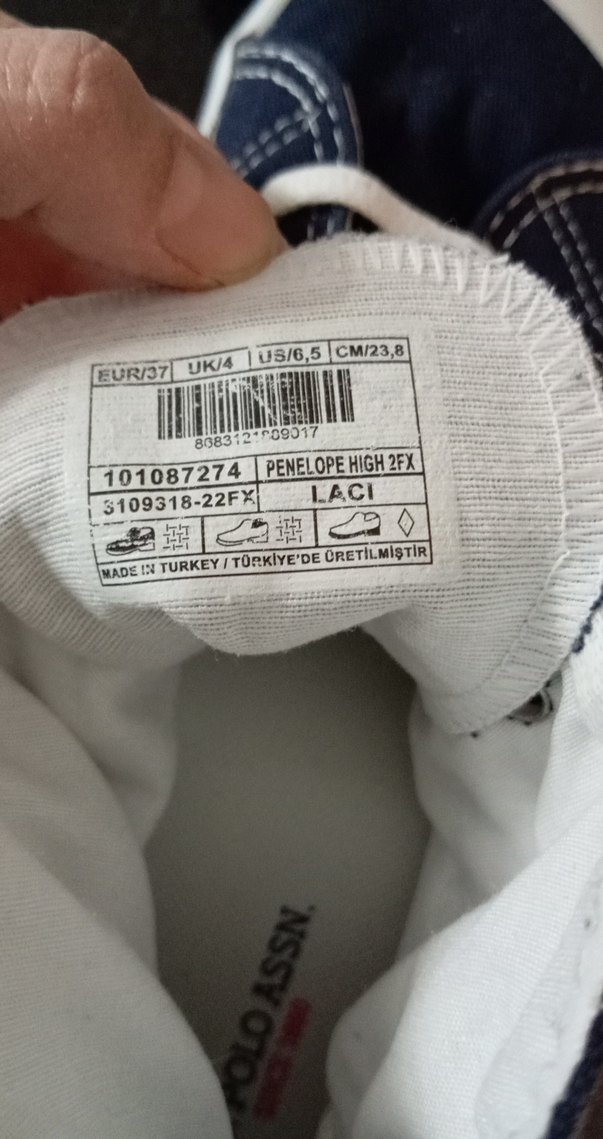 EUR/37 UK/4 US/6,5 CM/23,8
101087274 PENELOPE HIGH 2FX
3109318-22FX LACI
MADE IN TURKEY / TÜRKİYE'DE ÜRETİLMİŞTİR
POLO ASSN.